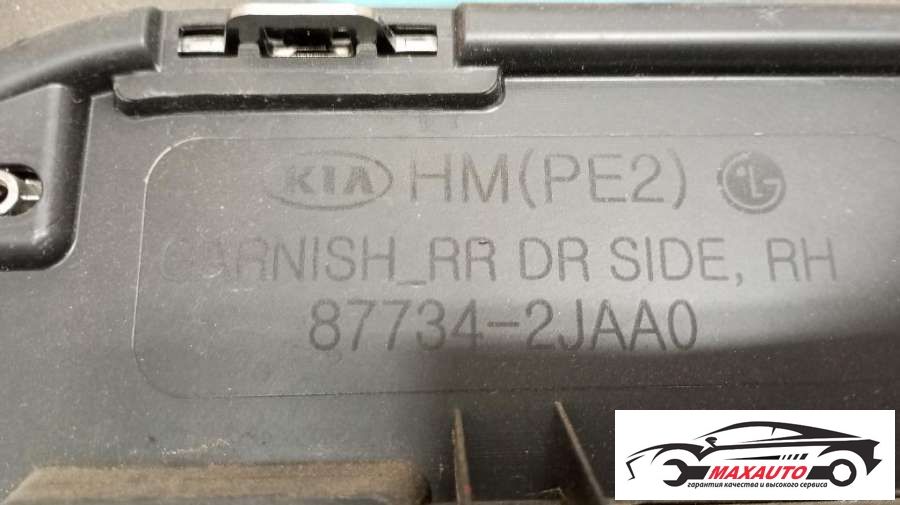 KIA HM(PE2) LG
GARNISH_RR DR SIDE, RH
87734-2JAA0
MAXAUTO
гарантия качества и высокого сервиса